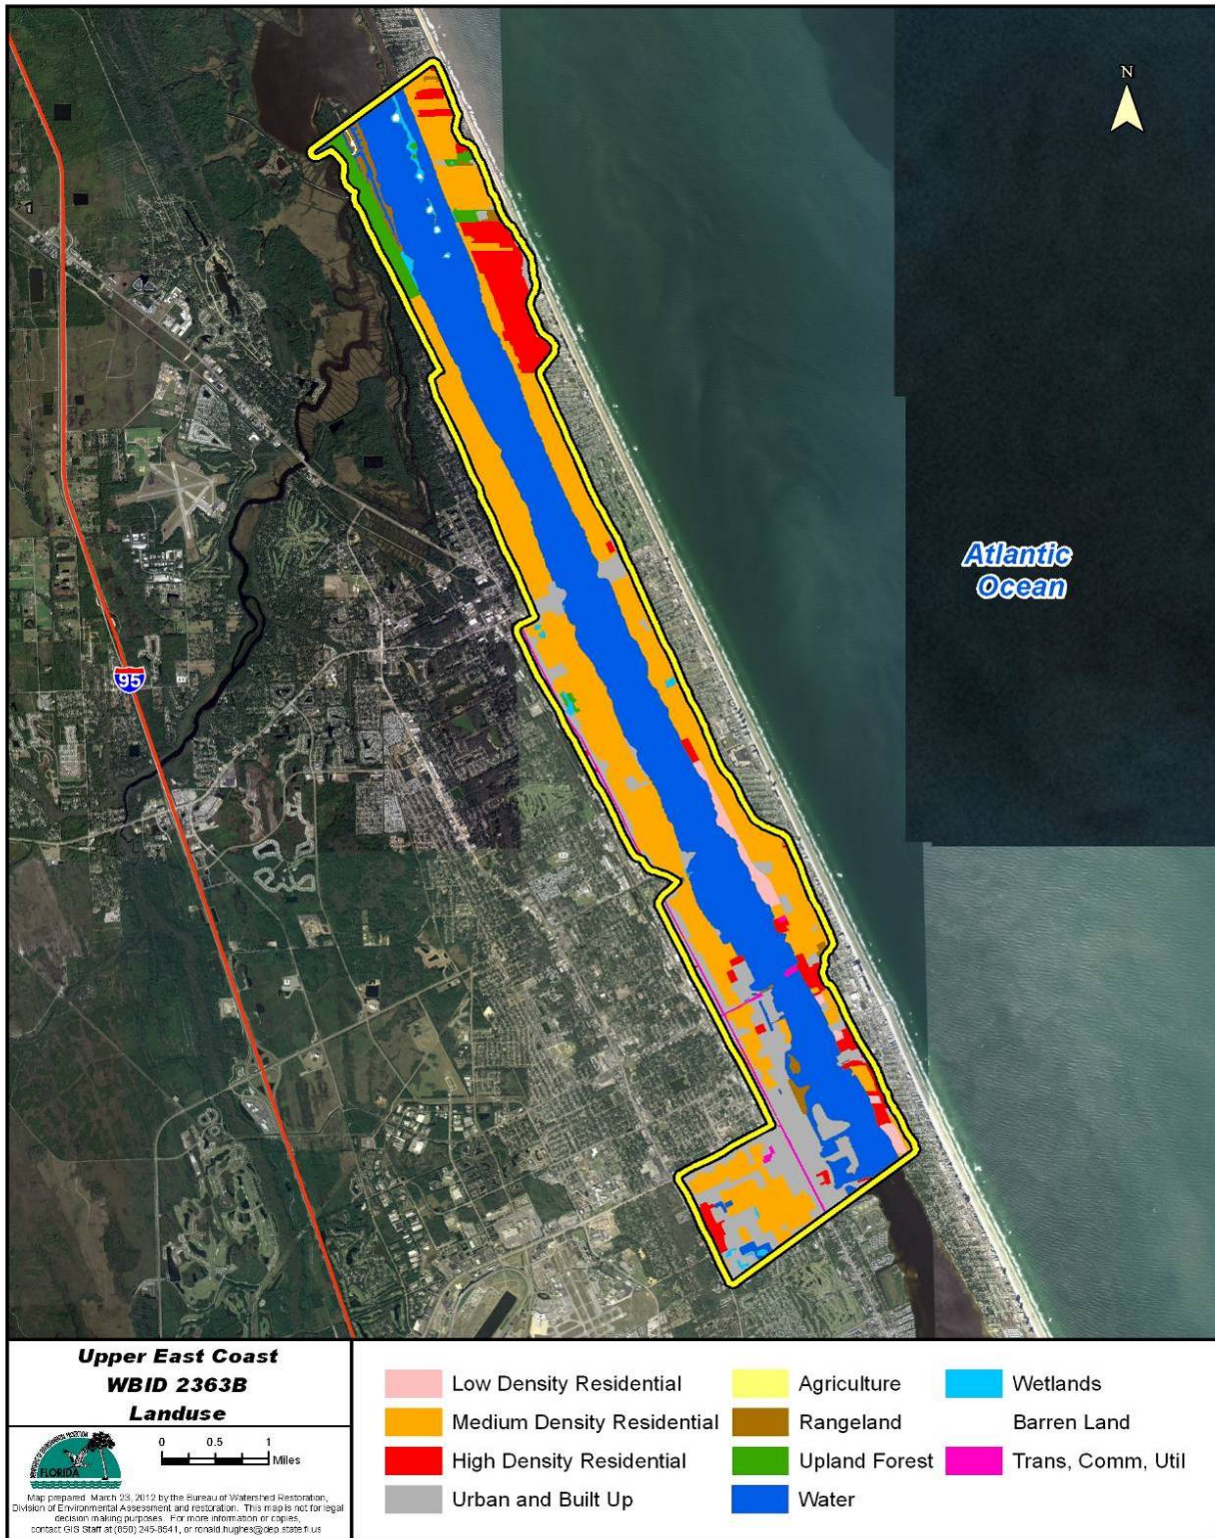 N
Atlantic
Ocean
95
Upper East Coast
WBID 2363B
Landuse
0 0.5 1
Miles
FLORIDA
Map prepared March 23, 2012 by the Bureau of Watershed Restoration,
Division of Environmental Assessment and restoration. This map is not for legal
decision making purposes. For more information or copies,
contact GIS Staff at (850) 245-8541, or ronald.hughes@dep.state.fl.us
Low Density Residential
Medium Density Residential
High Density Residential
Urban and Built Up
Agriculture
Rangeland
Upland Forest
Water
Wetlands
Barren Land
Trans, Comm, Util